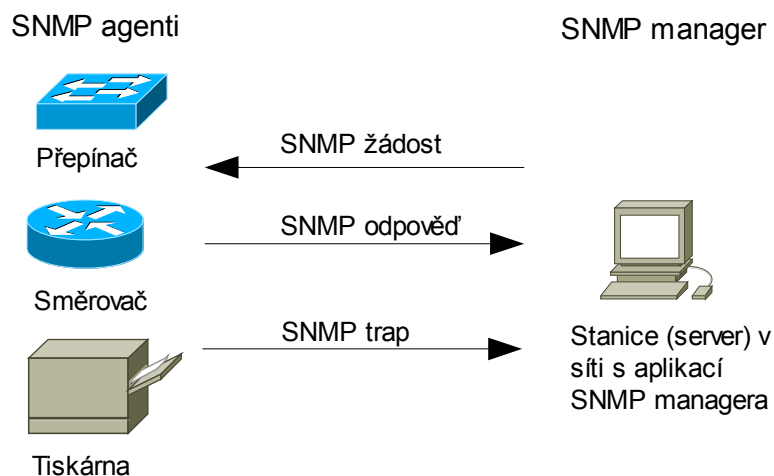 SNMP agenti
SNMP manager
Přepínač
SNMP žádost
SNMP odpověď
Směrovač
SNMP trap
Stanice (server) v
síti s aplikací
SNMP managera
Tiskárna